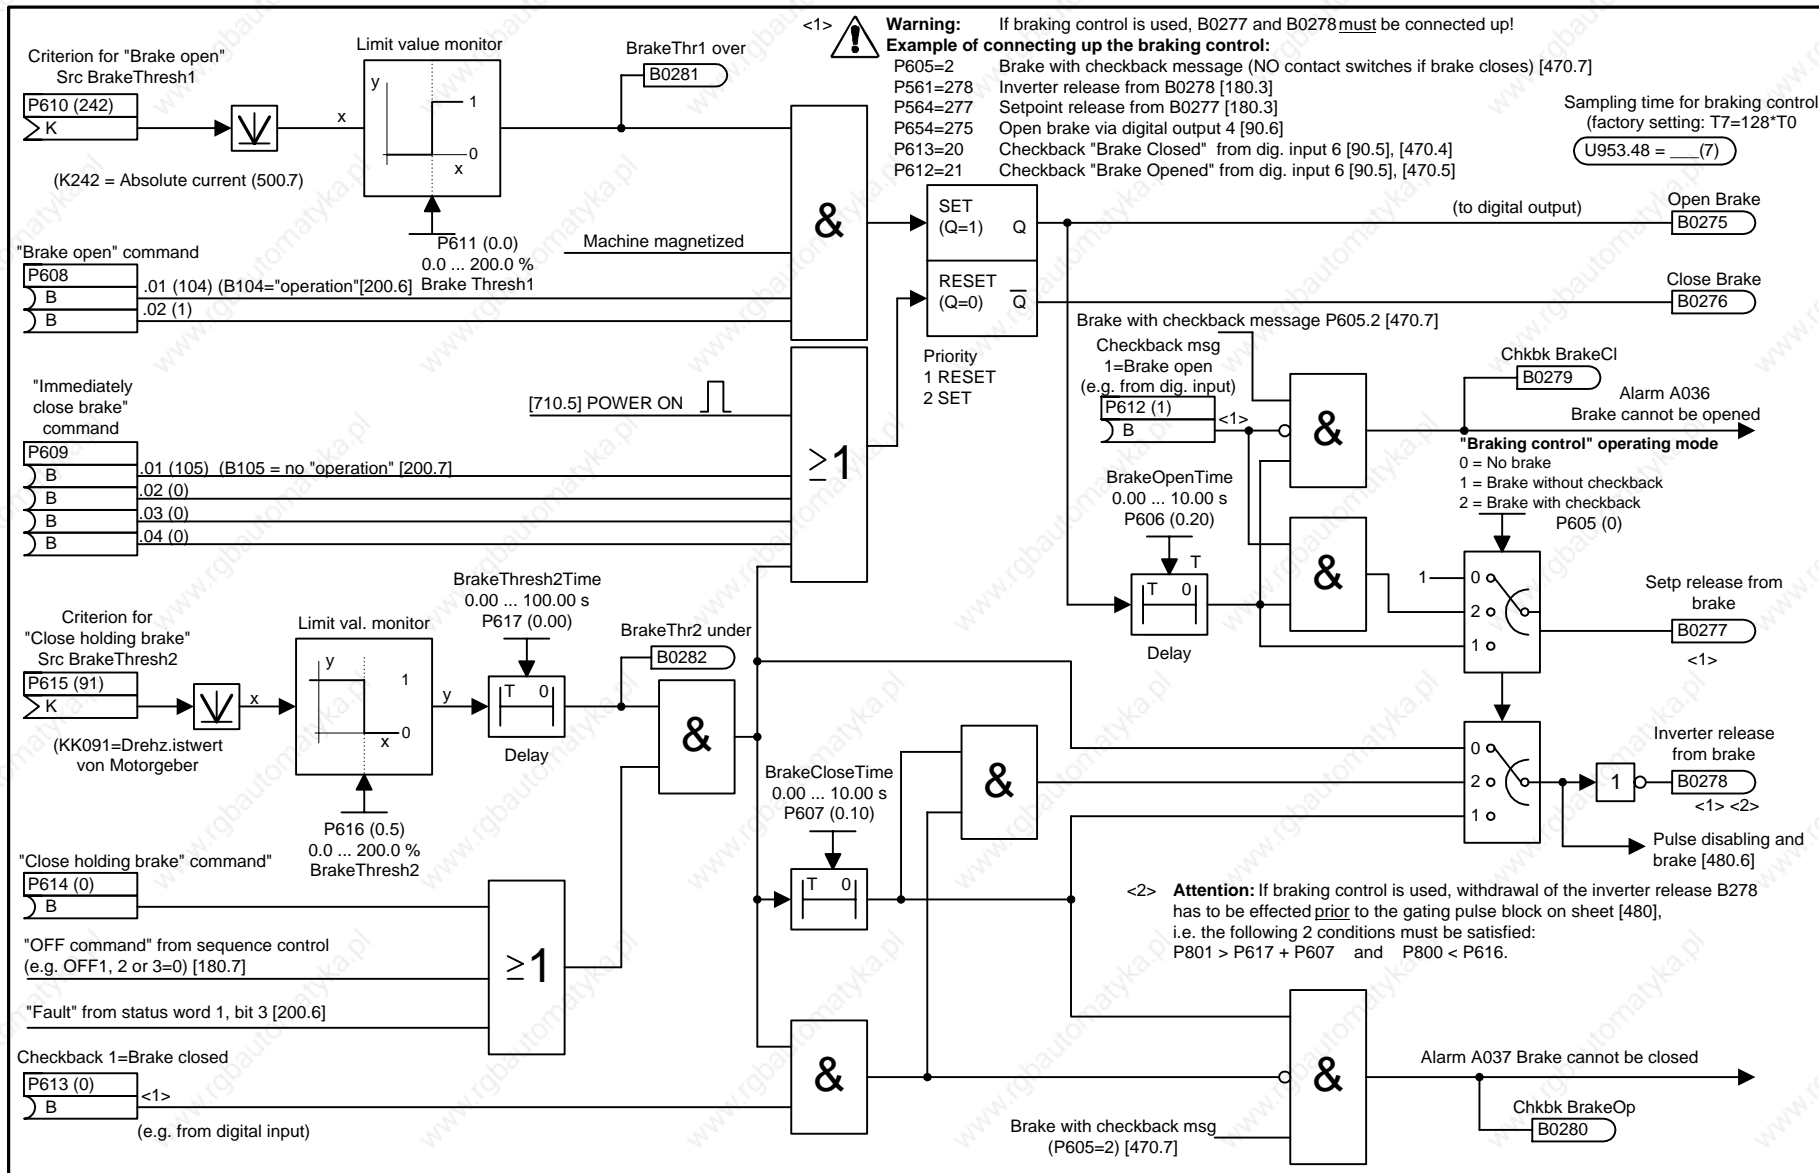 <1>
Warning: If braking control is used, B0277 and B0278 must be connected up!
Example of connecting up the braking control:
P605=2 Brake with checkback message (NO contact switches if brake closes) [470.7]
P561=278 Inverter release from B0278 [180.3]
P564=277 Setpoint release from B0277 [180.3]
P654=275 Open brake via digital output 4 [90.6]
P613=20 Checkback "Brake Closed" from dig. input 6 [90.5], [470.4]
P612=21 Checkback "Brake Opened" from dig. input 6 [90.5], [470.5]
Sampling time for braking control
(factory setting: T7=128*T0
U953.48 = ___(7)
Criterion for "Brake open"
Src BrakeThresh1
P610 (242)
K
(K242 = Absolute current (500.7)
x
Limit value monitor
y
1
0
x
P611 (0.0)
0.0 ... 200.0 %
Brake Thresh1
BrakeThr1 over
B0281
Machine magnetized
"Brake open" command
P608
B
.01 (104) (B104="operation"[200.6]
B
.02 (1)
&
SET
(Q=1) Q
RESET
(Q=0) Q
Priority
1 RESET
2 SET
(to digital output)
Open Brake
B0275
Close Brake
B0276
"Immediately
close brake"
command
P609
B
.01 (105) (B105 = no "operation" [200.7]
B
.02 (0)
B
.03 (0)
B
.04 (0)
[710.5] POWER ON
≥1
Brake with checkback message P605.2 [470.7]
Checkback msg
1=Brake open
(e.g. from dig. input)
P612 (1)
B
<1>
&
Chkbk BrakeCl
B0279
Alarm A036
Brake cannot be opened
"Braking control" operating mode
0 = No brake
1 = Brake without checkback
2 = Brake with checkback
P605 (0)
BrakeOpenTime
0.00 ... 10.00 s
P606 (0.20)
T
T 0
Delay
&
1
0
2
1
Setp release from
brake
B0277
<1>
Criterion for
"Close holding brake"
Src BrakeThresh2
P615 (91)
K
(KK091=Drehz.istwert
von Motorgeber
x
Limit val. monitor
y
1
0
x
P616 (0.5)
0.0 ... 200.0 %
BrakeThresh2
y
BrakeThresh2Time
0.00 ... 100.00 s
P617 (0.00)
T 0
Delay
BrakeThr2 under
B0282
&
BrakeCloseTime
0.00 ... 10.00 s
P607 (0.10)
T 0
&
0
2
1
1
Inverter release
from brake
B0278
<1> <2>
Pulse disabling and
brake [480.6]
"Close holding brake" command"
P614 (0)
B
"OFF command" from sequence control
(e.g. OFF1, 2 or 3=0) [180.7]
"Fault" from status word 1, bit 3 [200.6]
≥1
<2> Attention: If braking control is used, withdrawal of the inverter release B278
has to be effected prior to the gating pulse block on sheet [480],
i.e. the following 2 conditions must be satisfied:
P801 > P617 + P607 and P800 < P616.
Checkback 1=Brake closed
P613 (0)
B
<1>
(e.g. from digital input)
&
Brake with checkback msg
(P605=2) [470.7]
&
Alarm A037 Brake cannot be closed
Chkbk BrakeOp
B0280
www.rgbautomatyka.pl